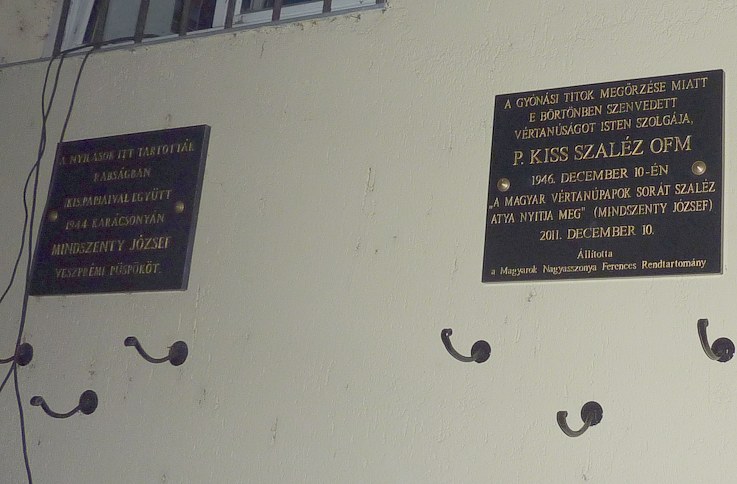 A NYILASOK ITT TARTOTTÁK
RABSÁGBAN
KISPAPJAIVAL EGYÜTT
1944 KARÁCSONYÁN
MINDSZENTY JÓZSEF
VESZPRÉMI PÜSPÖKÖT.
A GYÓNÁSI TITOK MEGŐRZÉSE MIATT
E BÖRTÖNBEN SZENVEDETT
VÉRTANÚSÁGOT ISTEN SZOLGÁJA,
P. KISS SZALÉZ OFM
1946. DECEMBER 10-ÉN
„A MAGYAR VÉRTANÚPAPOK SORÁT SZALÉZ
ATYA NYITJA MEG" (MINDSZENTY JÓZSEF)
2011. DECEMBER 10.
Állította
a Magyarok Nagyasszonya Ferences Rendtartomány